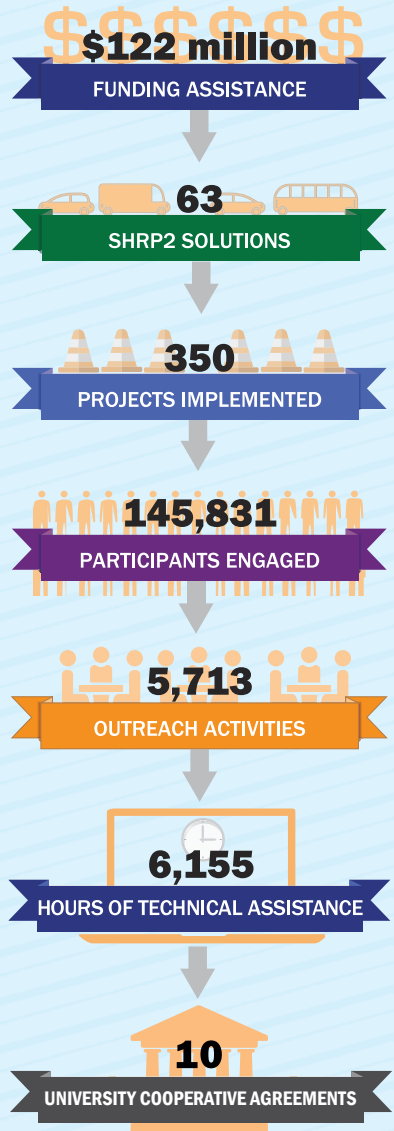 $122 million
FUNDING ASSISTANCE
63
SHRP2 SOLUTIONS
350
PROJECTS IMPLEMENTED
145,831
PARTICIPANTS ENGAGED
5,713
OUTREACH ACTIVITIES
6,155
HOURS OF TECHNICAL ASSISTANCE
10
UNIVERSITY COOPERATIVE AGREEMENTS